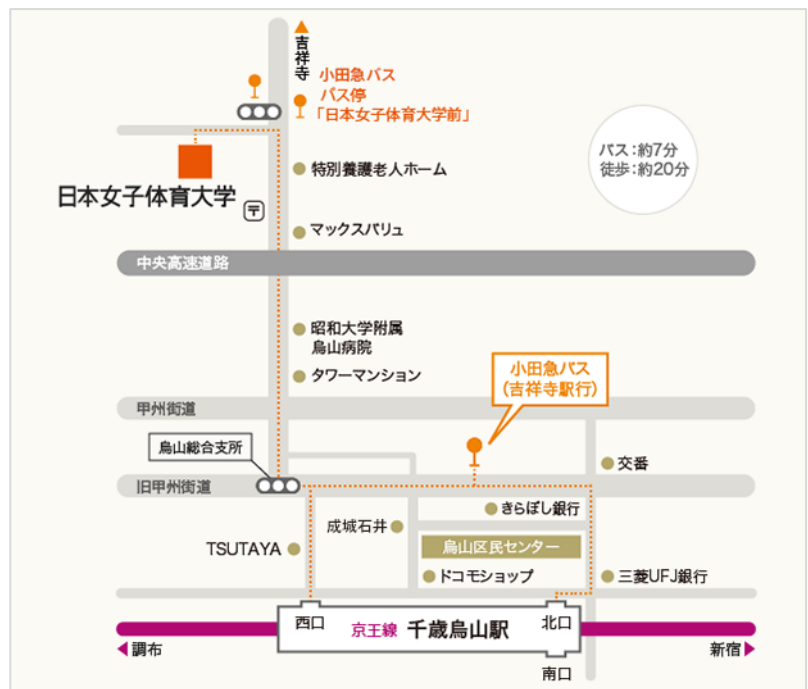 吉祥寺
小田急バス
バス停
「日本女子体育大学前」
バス：約7分
徒歩：約20分
特別養護老人ホーム
日本女子体育大学
〒
マックスバリュ
中央高速道路
昭和大学附属
烏山病院
タワーマンション
小田急バス
(吉祥寺駅行)
甲州街道
烏山総合支所
交番
旧甲州街道
きらぼし銀行
成城石井
TSUTAYA
烏山区民センター
ドコモショップ
三菱UFJ銀行
西口
京王線 千歳烏山駅
北口
調布
新宿
南口